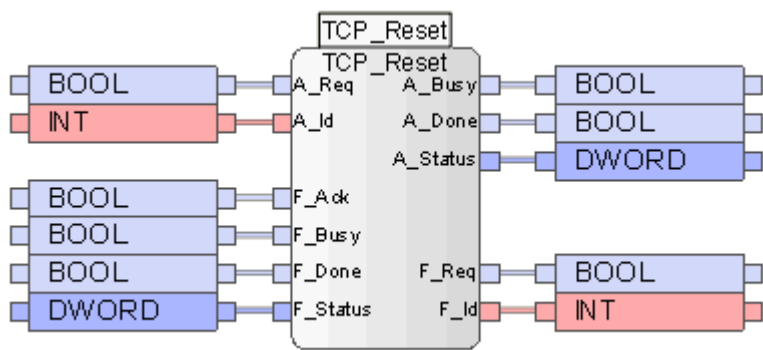 TCP_Reset
TCP_Reset
BOOL A_Req A_Busy BOOL
INT A_Id A_Done BOOL
A_Status DWORD
BOOL F_Ack
BOOL F_Busy
BOOL F_Done F_Req BOOL
DWORD F_Status F_Id INT